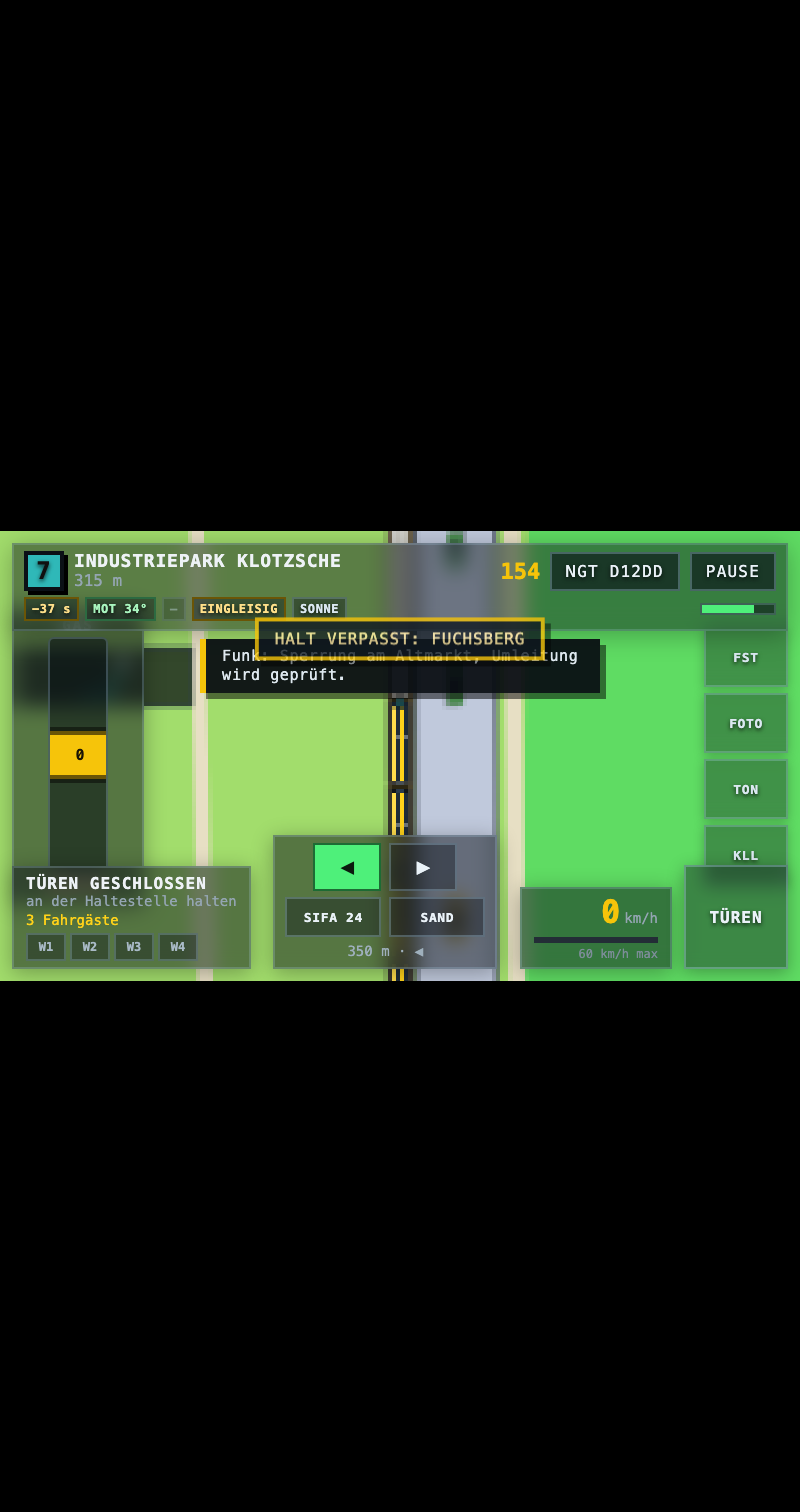 7 INDUSTRIEPARK KLOTZSCHE
315 m
154 NGT D12DD PAUSE
−37 s MOT 34° – EINGLEISIG SONNE
HALT VERPASST: FUCHSBERG
Funk: Sperrung am Altmarkt, Umleitung
wird geprüft.
0
FST
FOTO
TON
KLL
TÜREN GESCHLOSSEN
an der Haltestelle halten
3 Fahrgäste
W1 W2 W3 W4
◀ ▶
SIFA 24 SAND
350 m · ◀
0 km/h
60 km/h max
TÜREN